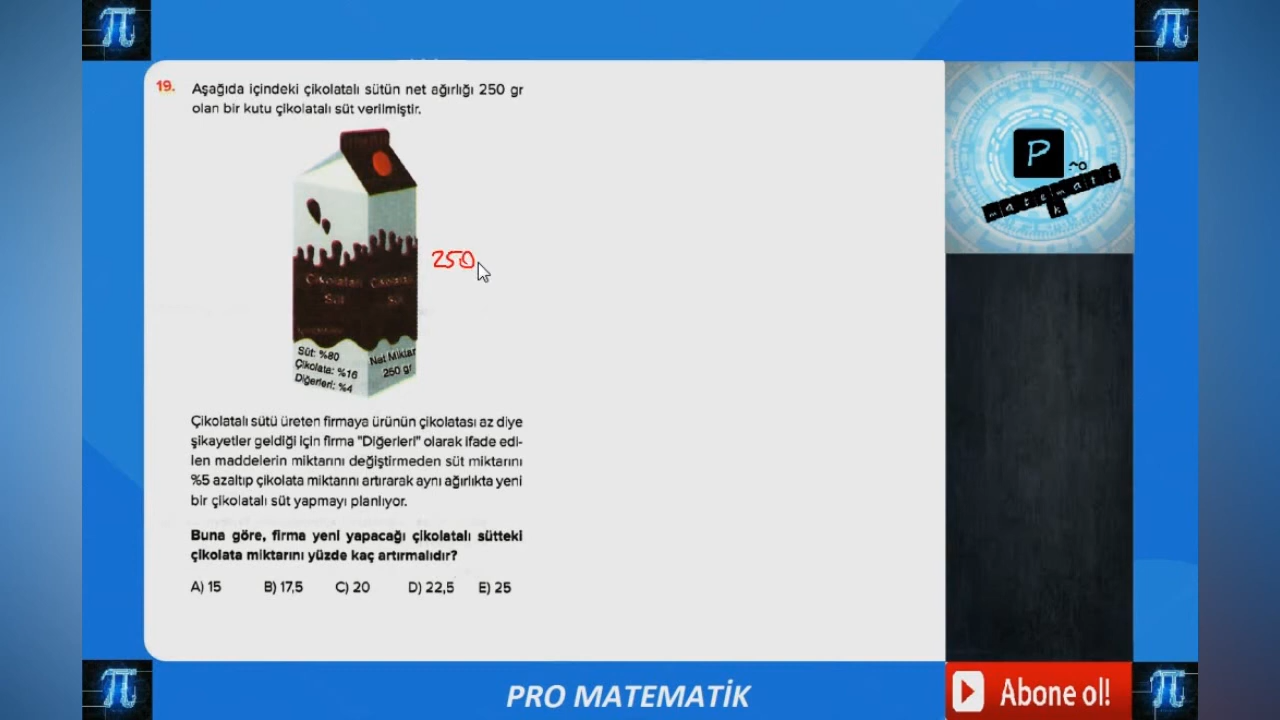 19. Aşağıda içindeki çikolatalı sütün net ağırlığı 250 gr
olan bir kutu çikolatalı süt verilmiştir.
250
Çikolatalı Süt
Çikolatalı Süt
Süt: %80
Çikolata: %16
Diğerleri: %4
Net Miktar
250 gr
Çikolatalı sütü üreten firmaya ürünün çikolatası az diye
şikayetler geldiği için firma "Diğerleri" olarak ifade edi-
len maddelerin miktarını değiştirmeden süt miktarını
%5 azaltıp çikolata miktarını artırarak aynı ağırlıkta yeni
bir çikolatalı süt yapmayı planlıyor.
Buna göre, firma yeni yapacağı çikolatalı sütteki
çikolata miktarını yüzde kaç artırmalıdır?
A) 15 B) 17,5 C) 20 D) 22,5 E) 25
P
ro
matematik
PRO MATEMATİK
Abone ol!
π
π
π
π